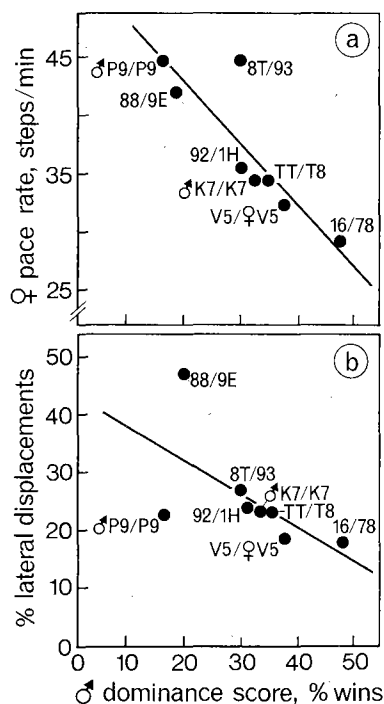 a
45
35
25
♀ pace rate, steps/min
♂P9/P9
8T/93
88/9E
92/1H
TT/T8
♂K7/K7
V5/♀V5
16/78
b
50
40
30
20
10
0
% lateral displacements
88/9E
8T/93
♂K7/K7
♂P9/P9
92/1H
TT/T8
V5/♀V5
16/78
0 10 20 30 40 50
♂ dominance score, % wins